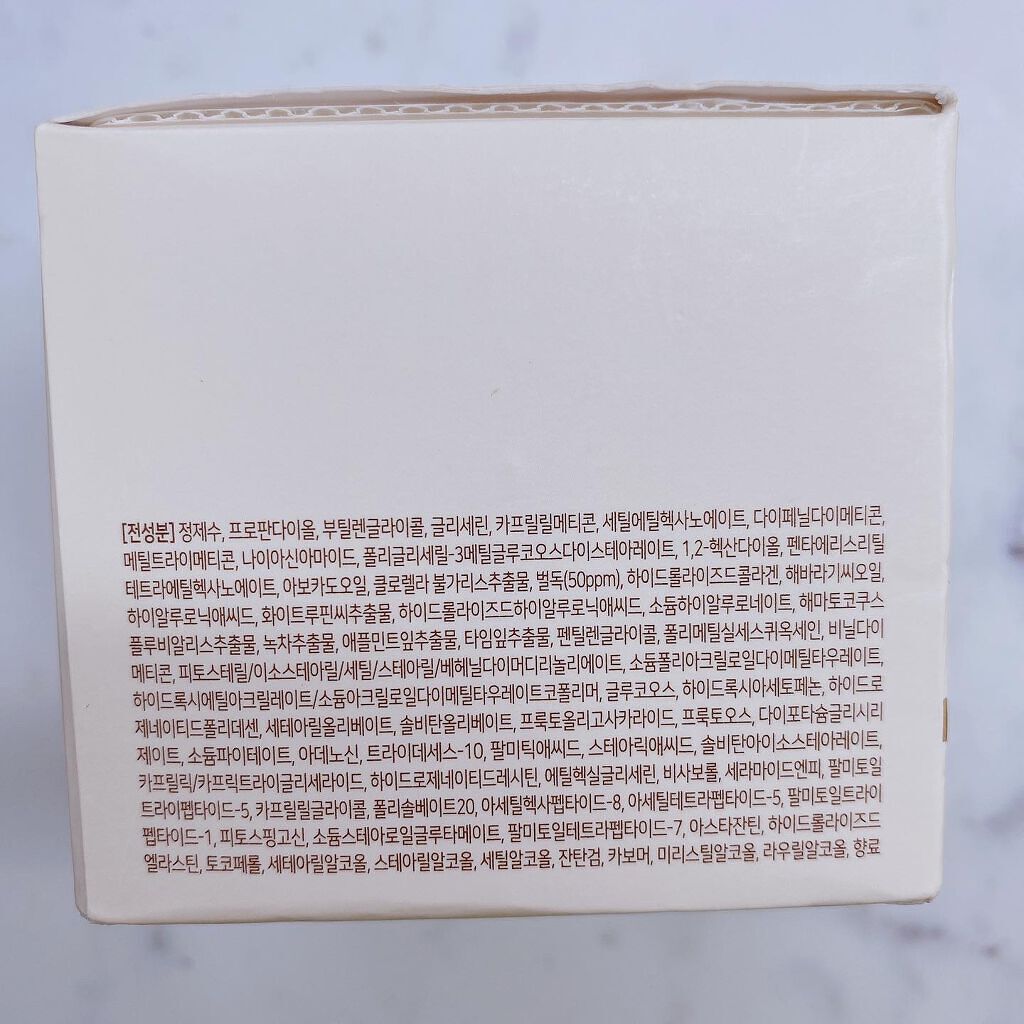 [전성분] 정제수, 프로판다이올, 부틸렌글라이콜, 글리세린, 카프릴릴메티콘, 세틸에틸헥사노에이트, 다이페닐다이메티콘,
메틸트라이메티콘, 나이아신아마이드, 폴리글리세릴-3메틸글루코오스다이스테아레이트, 1,2-헥산다이올, 펜타에리스리틸
테트라에틸헥사노에이트, 아보카도오일, 클로렐라 불가리스추출물, 벌독(50ppm), 하이드롤라이즈드콜라겐, 해바라기씨오일,
하이알루로닉애씨드, 화이트루핀씨추출물, 하이드롤라이즈드하이알루로닉애씨드, 소듐하이알루로네이트, 해마토코쿠스
플루비알리스추출물, 녹차추출물, 애플민트잎추출물, 타임잎추출물, 펜틸렌글라이콜, 폴리메틸실세스퀴옥세인, 비닐다이
메티콘, 피토스테릴/이소스테아릴/세틸/스테아릴/베헤닐다이머디리놀리에이트, 소듐폴리아크릴로일다이메틸타우레이트,
하이드록시에틸아크릴레이트/소듐아크릴로일다이메틸타우레이트코폴리머, 글루코오스, 하이드록시아세토페논, 하이드로
제네이티드폴리데센, 세테아릴올리베이트, 솔비탄올리베이트, 프룩토올리고사카라이드, 프룩토오스, 다이포타슘글리시리
제이트, 소듐파이테이트, 아데노신, 트라이데세스-10, 팔미틱애씨드, 스테아릭애씨드, 솔비탄아이소스테아레이트,
카프릴릭/카프릭트라이글리세라이드, 하이드로제네이티드레시틴, 에틸헥실글리세린, 비사보롤, 세라마이드엔피, 팔미토일
트라이펩타이드-5, 카프릴릴글라이콜, 폴리솔베이트20, 아세틸헥사펩타이드-8, 아세틸테트라펩타이드-5, 팔미토일트라이
펩타이드-1, 피토스핑고신, 소듐스테아로일글루타메이트, 팔미토일테트라펩타이드-7, 아스타잔틴, 하이드롤라이즈드
엘라스틴, 토코페롤, 세테아릴알코올, 스테아릴알코올, 세틸알코올, 잔탄검, 카보머, 미리스틸알코올, 라우릴알코올, 향료